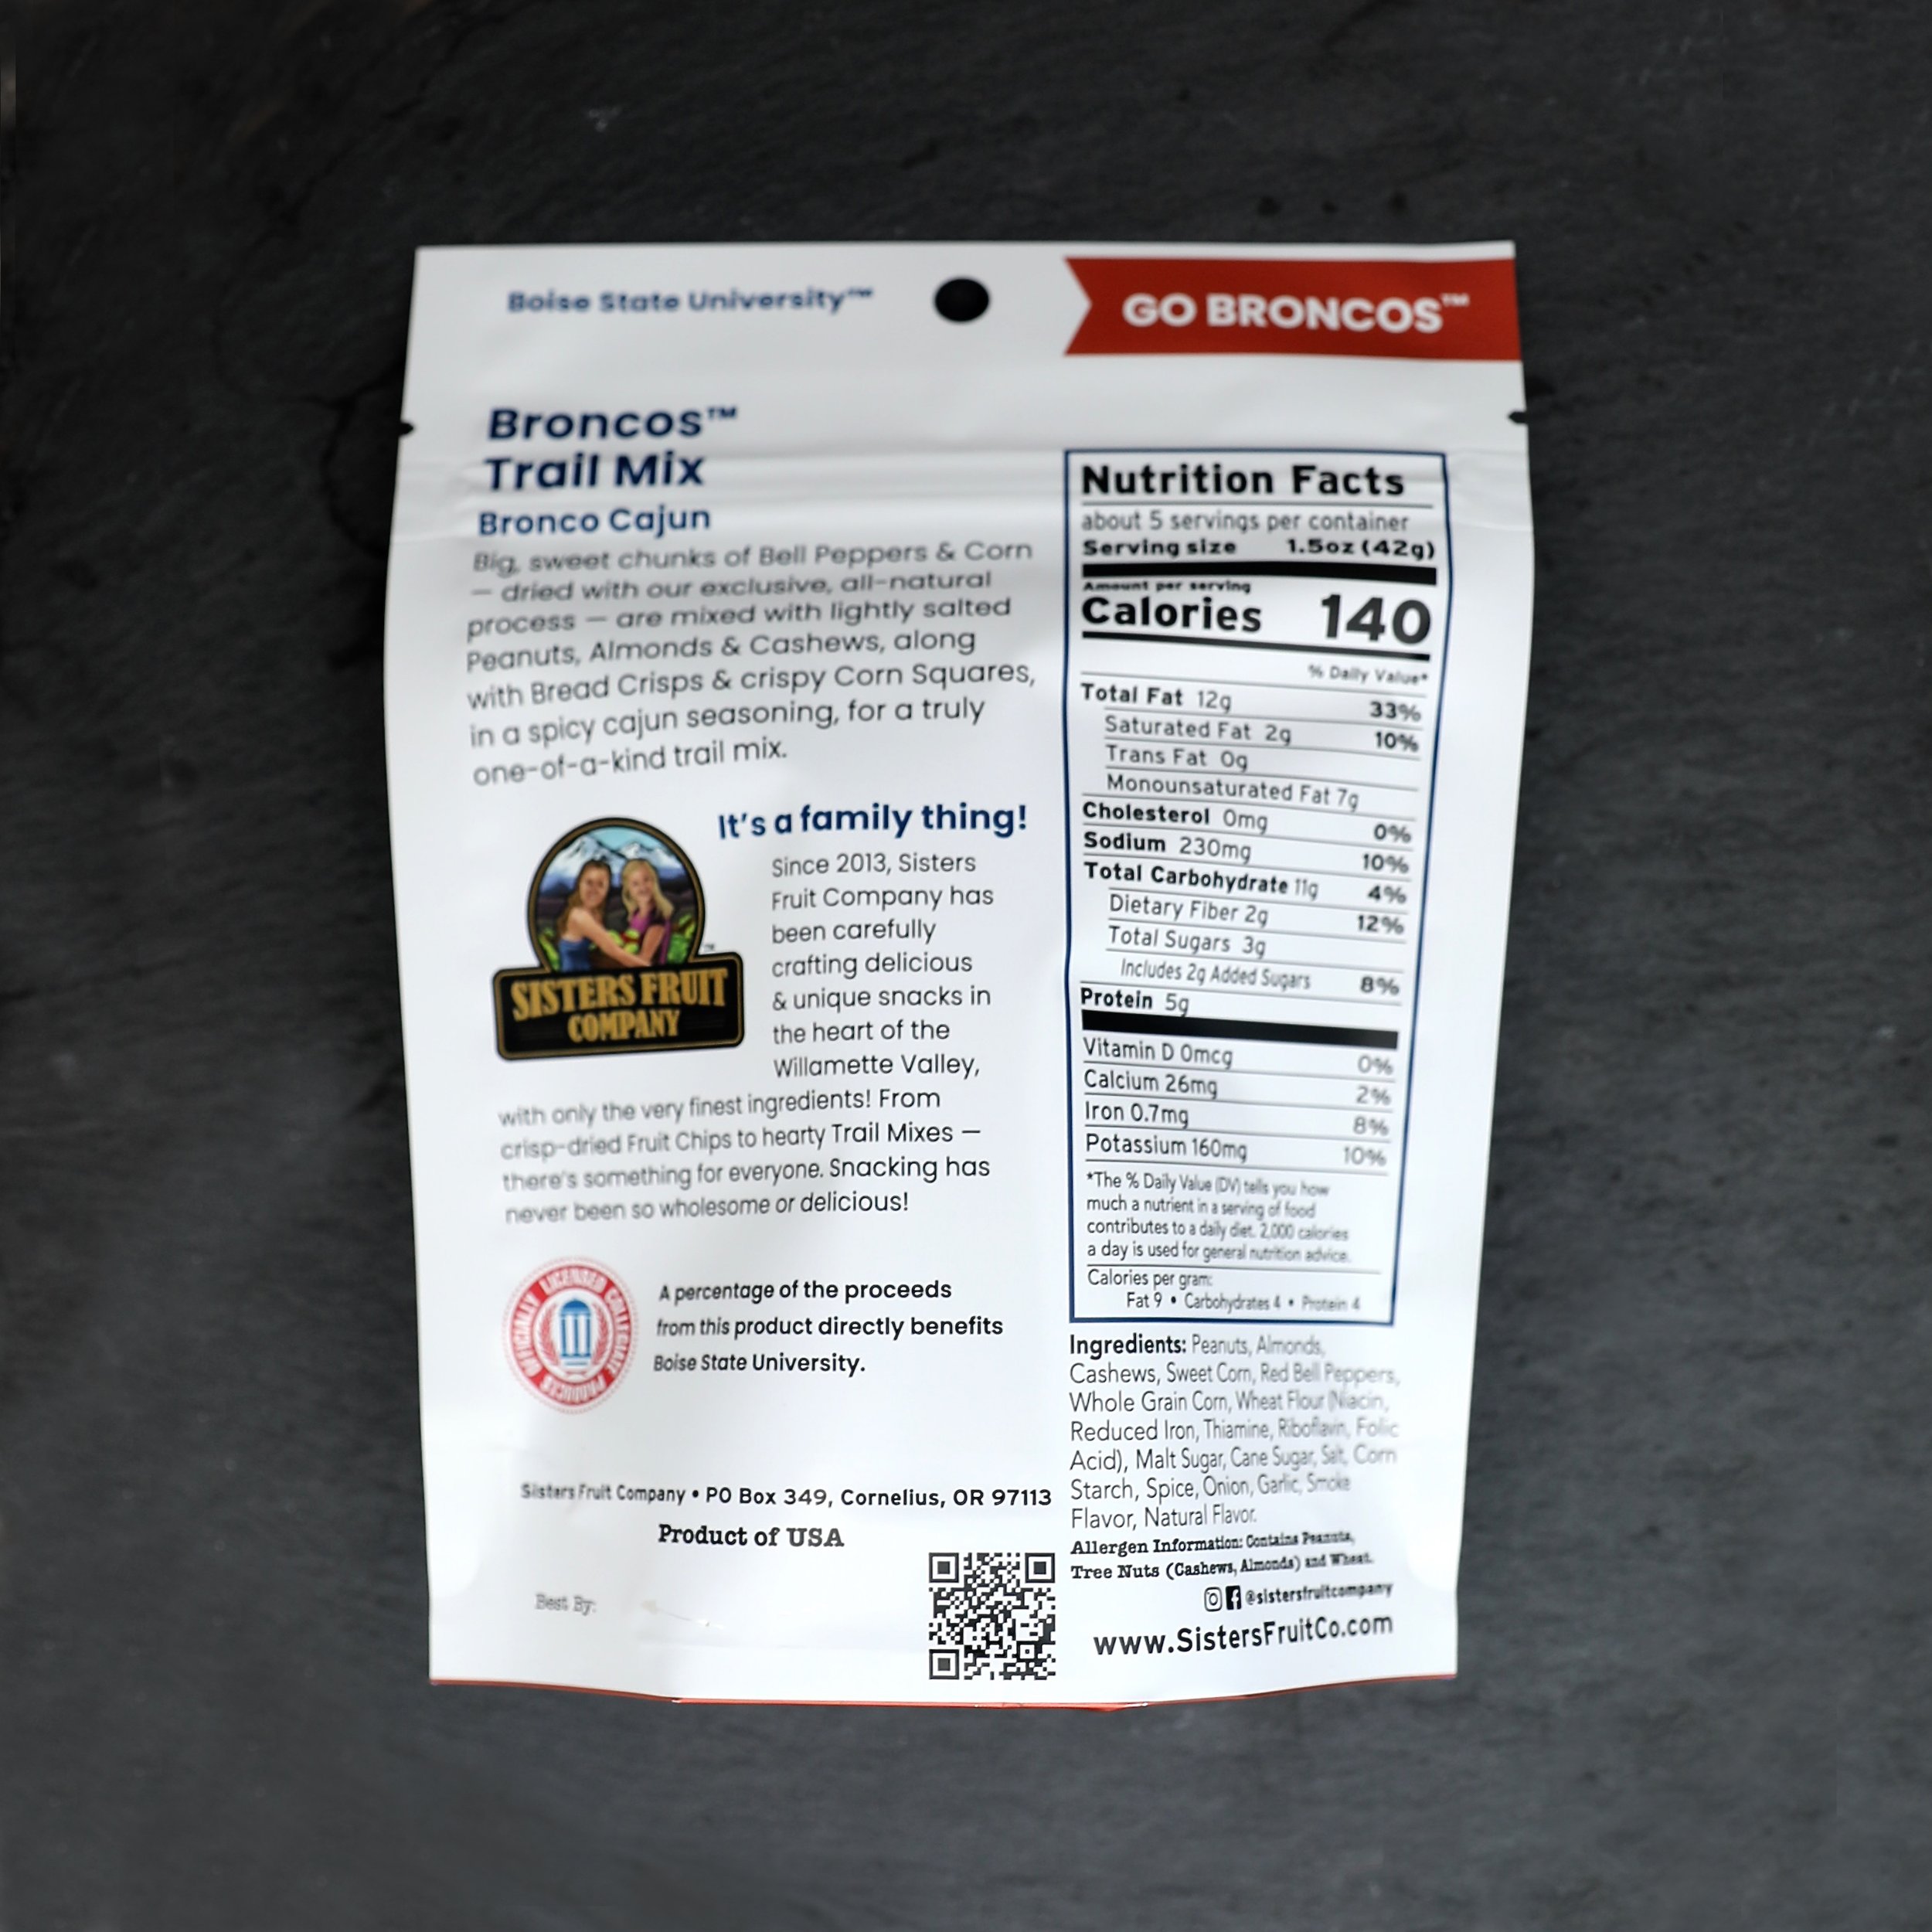 Boise State University™
GO BRONCOS™
Broncos™
Trail Mix
Bronco Cajun
Big, sweet chunks of Bell Peppers & Corn
— dried with our exclusive, all-natural
process — are mixed with lightly salted
Peanuts, Almonds & Cashews, along
with Bread Crisps & crispy Corn Squares,
in a spicy cajun seasoning, for a truly
one-of-a-kind trail mix.
It's a family thing!
SISTERS FRUIT
COMPANY
™
Since 2013, Sisters
Fruit Company has
been carefully
crafting delicious
& unique snacks in
the heart of the
Willamette Valley,
with only the very finest ingredients! From
crisp-dried Fruit Chips to hearty Trail Mixes —
there's something for everyone. Snacking has
never been so wholesome or delicious!
OFFICIALLY LICENSED COLLEGIATE PRODUCTS
A percentage of the proceeds
from this product directly benefits
Boise State University.
Sisters Fruit Company • PO Box 349, Cornelius, OR 97113
Product of USA
Best By:
Nutrition Facts
about 5 servings per container
Serving size 1.5oz (42g)
Amount per serving
Calories 140
% Daily Value*
Total Fat 12g 33%
Saturated Fat 2g 10%
Trans Fat 0g
Monounsaturated Fat 7g
Cholesterol 0mg 0%
Sodium 230mg 10%
Total Carbohydrate 11g 4%
Dietary Fiber 2g 12%
Total Sugars 3g
Includes 2g Added Sugars 8%
Protein 5g
Vitamin D 0mcg 0%
Calcium 26mg 2%
Iron 0.7mg 8%
Potassium 160mg 10%
*The % Daily Value (DV) tells you how
much a nutrient in a serving of food
contributes to a daily diet. 2,000 calories
a day is used for general nutrition advice.
Calories per gram:
Fat 9 • Carbohydrates 4 • Protein 4
Ingredients: Peanuts, Almonds,
Cashews, Sweet Corn, Red Bell Peppers,
Whole Grain Corn, Wheat Flour (Niacin,
Reduced Iron, Thiamine, Riboflavin, Folic
Acid), Malt Sugar, Cane Sugar, Salt, Corn
Starch, Spice, Onion, Garlic, Smoke
Flavor, Natural Flavor.
Allergen Information: Contains Peanuts,
Tree Nuts (Cashews, Almonds) and Wheat.
@sistersfruitcompany
www.SistersFruitCo.com